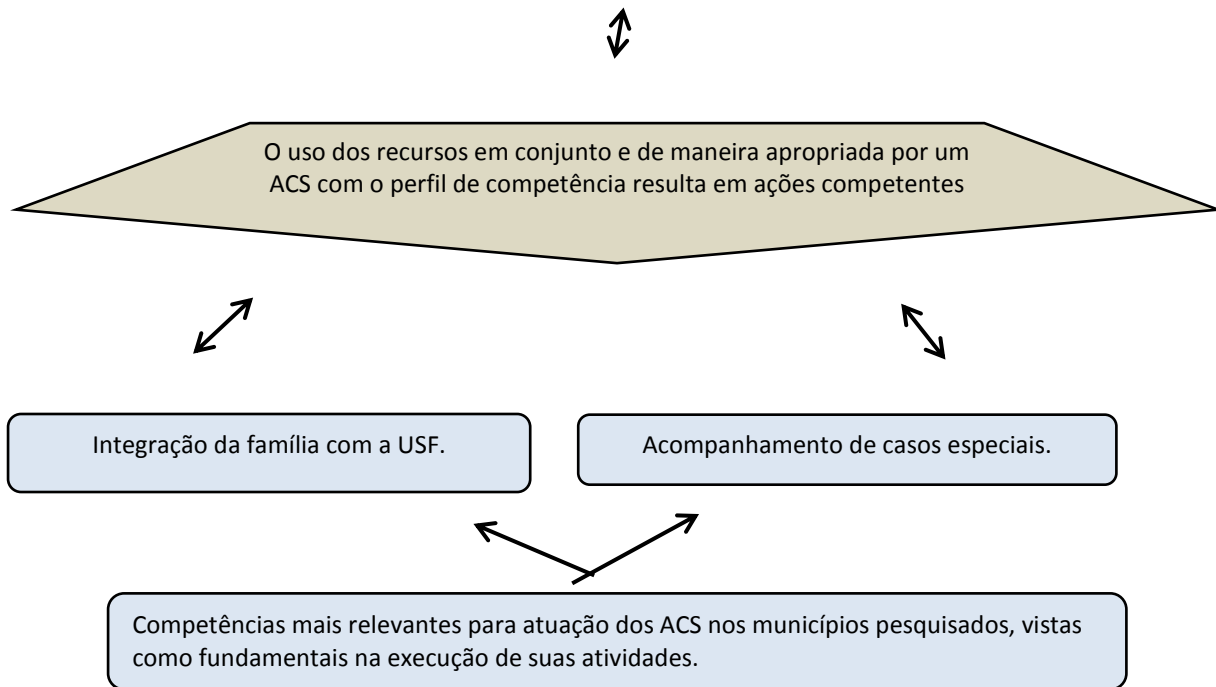 O uso dos recursos em conjunto e de maneira apropriada por um
ACS com o perfil de competência resulta em ações competentes
Integração da família com a USF.
Acompanhamento de casos especiais.
Competências mais relevantes para atuação dos ACS nos municípios pesquisados, vistas
como fundamentais na execução de suas atividades.